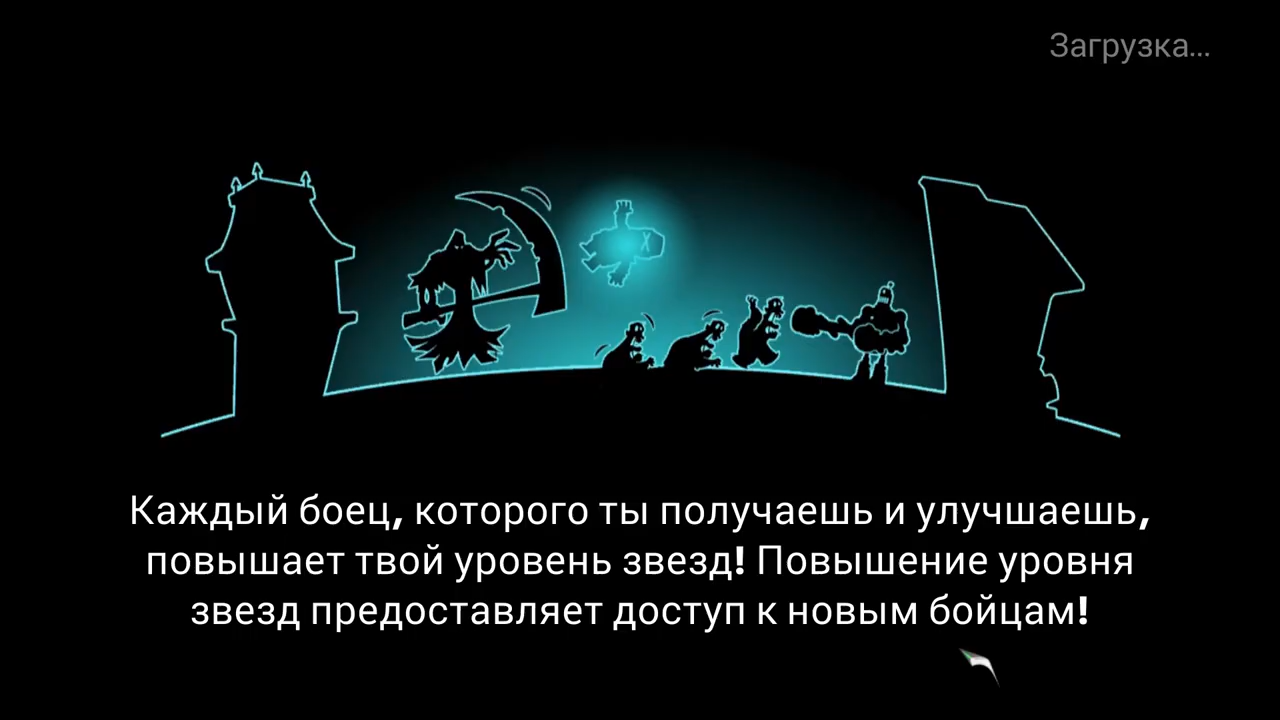 Загрузка...
Каждый боец, которого ты получаешь и улучшаешь,
повышает твой уровень звезд! Повышение уровня
звезд предоставляет доступ к новым бойцам!